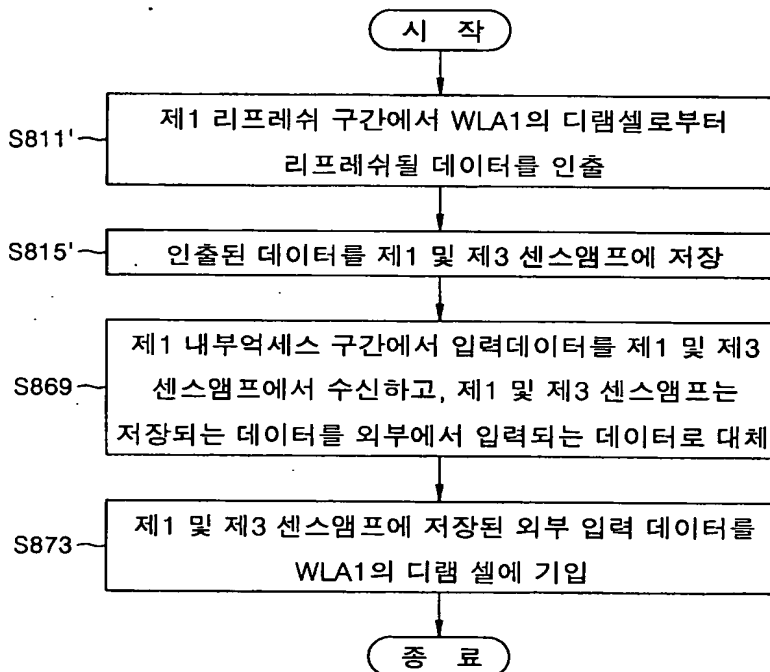 시 작
S811'
제1 리프레쉬 구간에서 WLA1의 디램셀로부터
리프레쉬될 데이터를 인출
S815'
인출된 데이터를 제1 및 제3 센스앰프에 저장
S869
제1 내부억세스 구간에서 입력데이터를 제1 및 제3
센스앰프에서 수신하고, 제1 및 제3 센스앰프는
저장되는 데이터를 외부에서 입력되는 데이터로 대체
S873
제1 및 제3 센스앰프에 저장된 외부 입력 데이터를
WLA1의 디램 셀에 기입
종 료